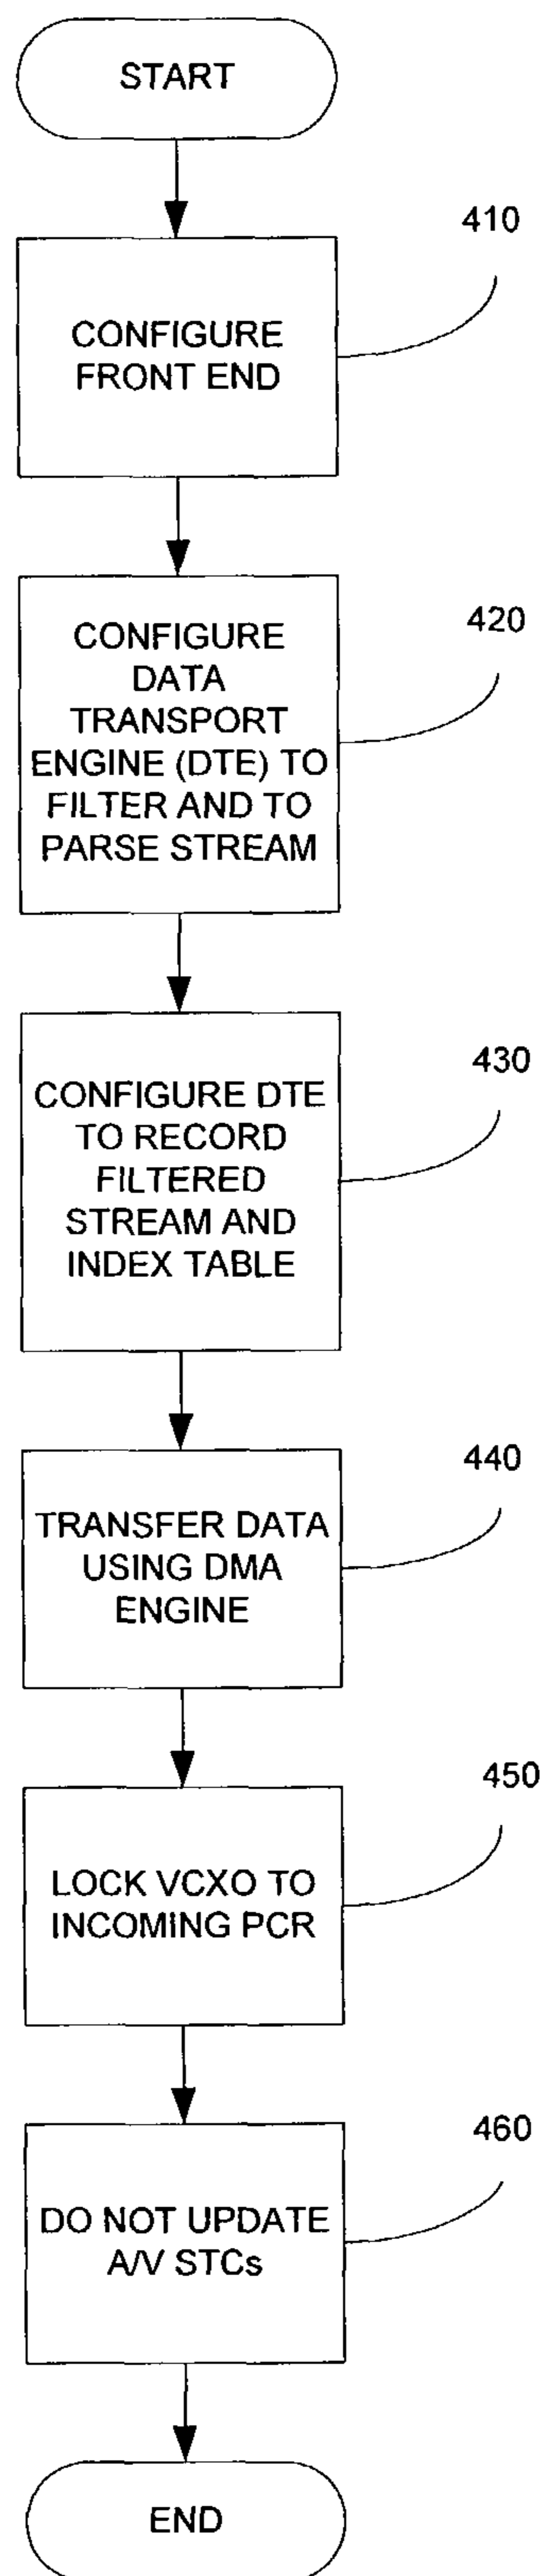 START
410
CONFIGURE
FRONT END
420
CONFIGURE
DATA
TRANSPORT
ENGINE (DTE) TO
FILTER AND TO
PARSE STREAM
430
CONFIGURE DTE
TO RECORD
FILTERED
STREAM AND
INDEX TABLE
440
TRANSFER DATA
USING DMA
ENGINE
450
LOCK VCXO TO
INCOMING PCR
460
DO NOT UPDATE
A/V STCs
END